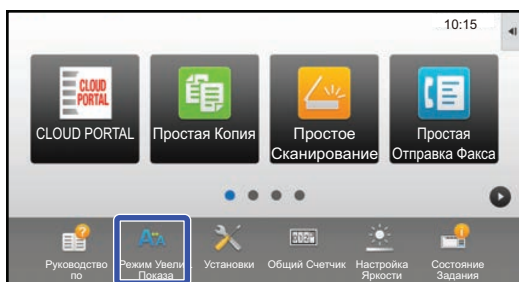 10:15
CLOUD
PORTAL
CLOUD PORTAL
Простая Копия
Простое
Сканирование
Простая
Отправка Факса
Руководство
по
Режим Увели.
Показа
Установки
Общий Счетчик
Настройка
Яркости
Состояние
Задания